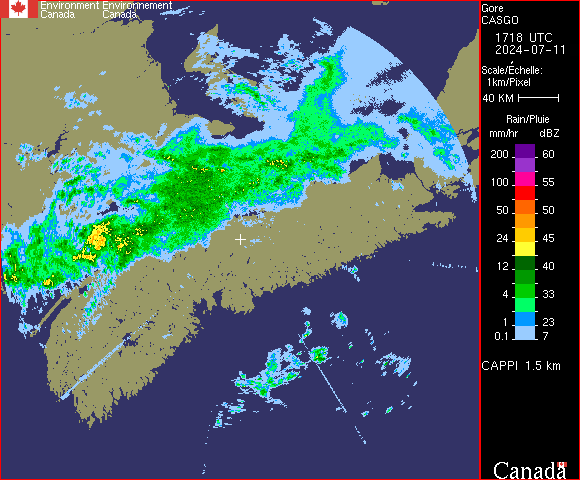 Environment Environnement
Canada Canada
Gore
CASGO
1718 UTC
2024-07-11
Scale/Échelle:
1km/Pixel
40 KM
Rain/Pluie
mm/hr dBZ
200 60
100 55
50 50
24 45
12 40
4 33
1 23
0.1 7
CAPPI 1.5 km
Canada